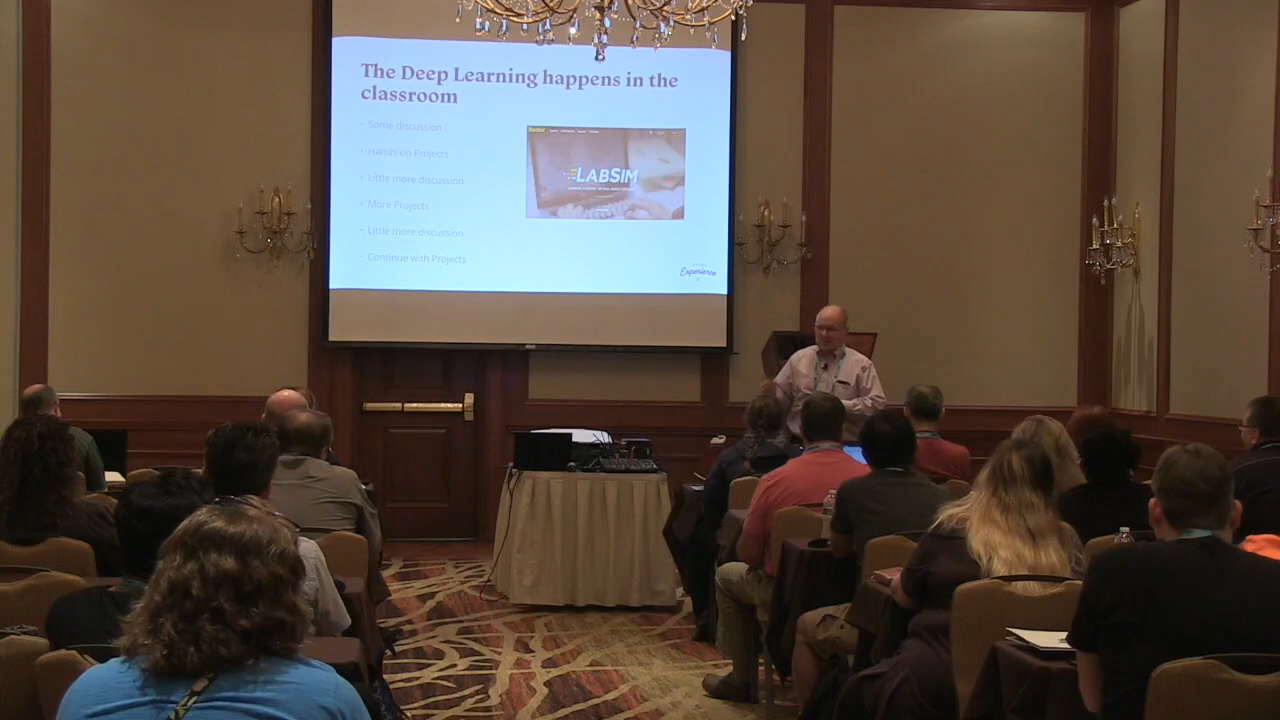 The Deep Learning happens in the
classroom
· Some discussion
· Hands-on Projects
· Little more discussion
· More Projects
· Little more discussion
· Continue with Projects
LABSIM
Experience